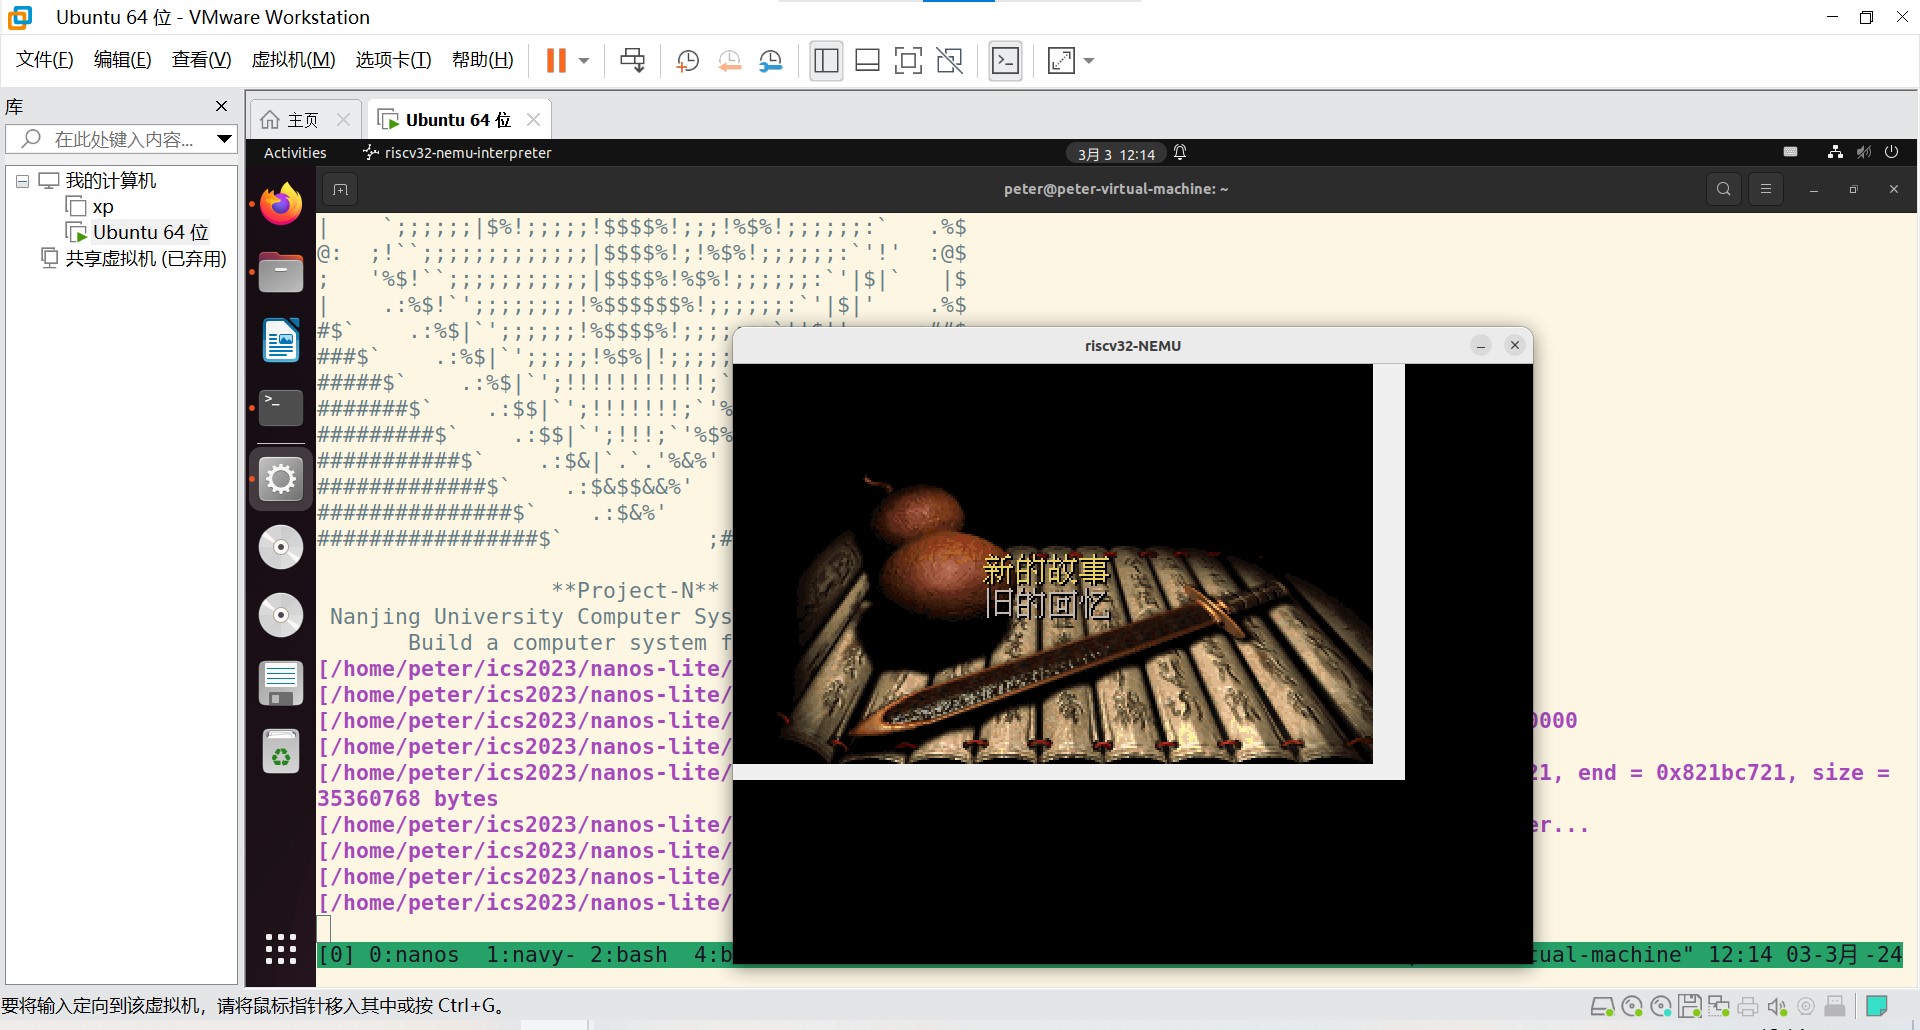 Ubuntu 64 位 - VMware Workstation
文件(F) 编辑(E) 查看(V) 虚拟机(M) 选项卡(T) 帮助(H)
库
在此处键入内容...
我的计算机
xp
Ubuntu 64 位
共享虚拟机 (已弃用)
主页
Ubuntu 64 位
Activities riscv32-nemu-interpreter 3月 3 12:14
peter@peter-virtual-machine: ~
|    `;;;;;;|$%!;;;;;!$$$$%!;;;!%$%!;;;;;;;:`   .%$
@:  ;!``;;;;;;;;;;;;;|$$$$%!;!%$%!;;;;;;:`'!'  :@$
;   '%$!``;;;;;;;;;;;|$$$$%!%$%!;;;;;;:`'|$|`   |$
|    .:%$!`';;;;;;;;!%$$$$$$%!;;;;;;:`'|$|'    .%$
###$`    .:%$|`';;;;;!%$%|!;;;;;
#####$`    .:%$|`';!!!!!!!!!!!;`
#######$`    .:$$|`';!!!!!!!;`'%
#########$`    .:$$|`';!!!;`'%$%
###########$`    .:$&|`.`.'%&%'
#############$`    .:$&$$&&%'
###############$`    .:$&%'
#################$`           ;#
**Project-N**
Nanjing University Computer Sys
Build a computer system f
[/home/peter/ics2023/nanos-lite/
[/home/peter/ics2023/nanos-lite/
[/home/peter/ics2023/nanos-lite/ 0000
[/home/peter/ics2023/nanos-lite/
[/home/peter/ics2023/nanos-lite/ 21, end = 0x821bc721, size =
35360768 bytes
[/home/peter/ics2023/nanos-lite/ er...
[/home/peter/ics2023/nanos-lite/
[/home/peter/ics2023/nanos-lite/
[/home/peter/ics2023/nanos-lite/
[0] 0:nanos  1:navy- 2:bash  4:b tual-machine" 12:14 03-3月-24
riscv32-NEMU
新的故事
旧的回忆
要将输入定向到该虚拟机，请将鼠标指针移入其中或按 Ctrl+G。